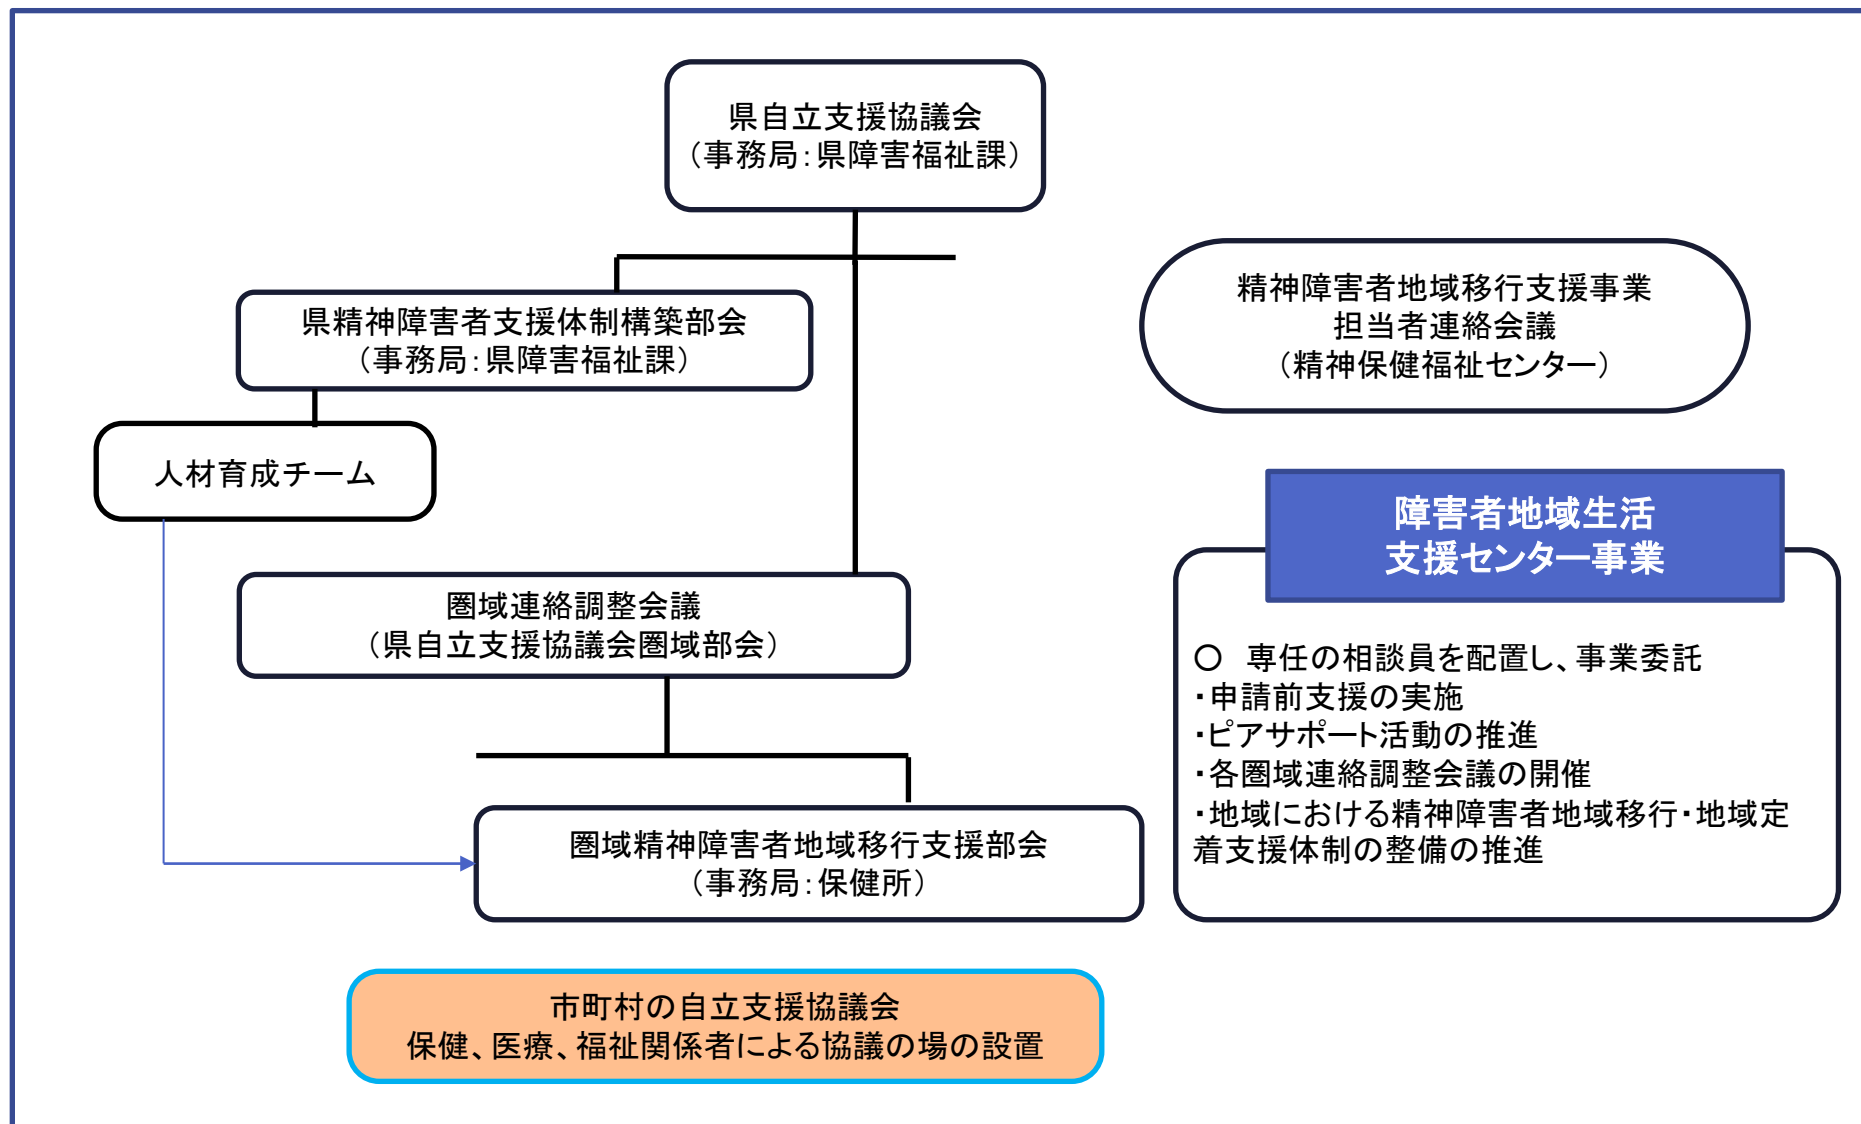 県自立支援協議会
（事務局：県障害福祉課）
県精神障害者支援体制構築部会
（事務局：県障害福祉課）
人材育成チーム
圏域連絡調整会議
（県自立支援協議会圏域部会）
圏域精神障害者地域移行支援部会
（事務局：保健所）
市町村の自立支援協議会
保健、医療、福祉関係者による協議の場の設置
精神障害者地域移行支援事業
担当者連絡会議
（精神保健福祉センター）
障害者地域生活
支援センター事業
○　専任の相談員を配置し、事業委託
・申請前支援の実施
・ピアサポート活動の推進
・各圏域連絡調整会議の開催
・地域における精神障害者地域移行・地域定
着支援体制の整備の推進